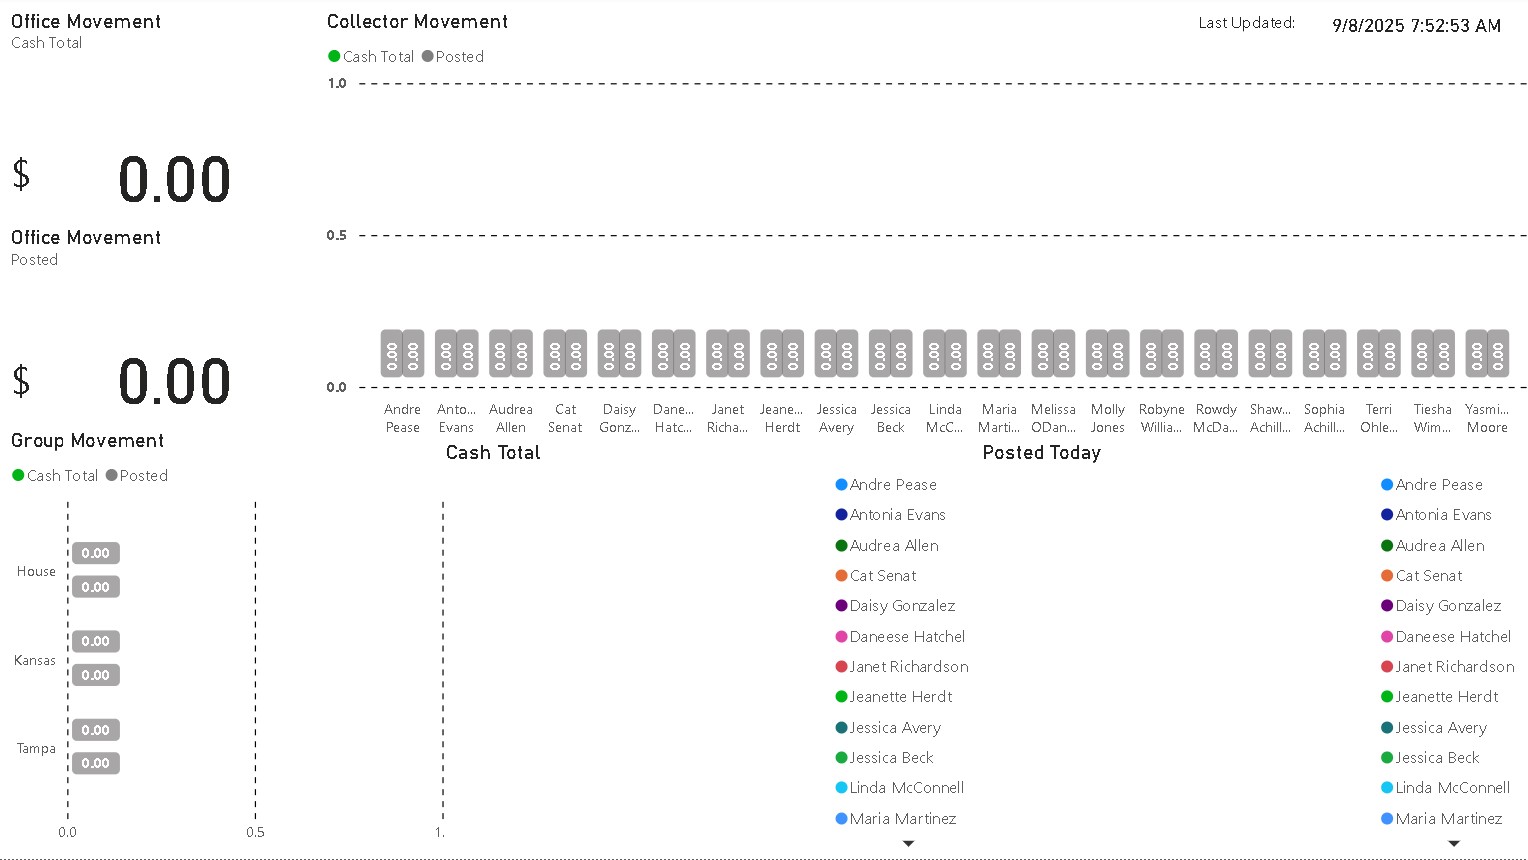 Office Movement
Cash Total
$ 0.00
Office Movement
Posted
$ 0.00
Collector Movement
Last Updated: 9/8/2025 7:52:53 AM
Cash Total Posted
1.0
0.5
0.0
0.00 0.00 0.00 0.00 0.00 0.00 0.00 0.00 0.00 0.00 0.00 0.00 0.00 0.00 0.00 0.00 0.00 0.00 0.00 0.00 0.00 0.00 0.00 0.00 0.00 0.00 0.00 0.00 0.00 0.00 0.00 0.00 0.00 0.00 0.00 0.00 0.00 0.00 0.00 0.00 0.00 0.00
Andre Anto... Audrea Cat Daisy Dane... Janet Jeane... Jessica Jessica Linda Maria Melissa Molly Robyne Rowdy Shaw... Sophia Terri Tiesha Yasmi...
Pease Evans Allen Senat Gonz... Hatc... Richa... Herdt Avery Beck McC... Marti... ODan... Jones Willia... McDa... Achill... Achill... Ohle... Wim... Moore
Group Movement
Cash Total Posted
House
0.00
0.00
Kansas
0.00
0.00
Tampa
0.00
0.00
0.0 0.5 1.
Cash Total
Andre Pease
Antonia Evans
Audrea Allen
Cat Senat
Daisy Gonzalez
Daneese Hatchel
Janet Richardson
Jeanette Herdt
Jessica Avery
Jessica Beck
Linda McConnell
Maria Martinez
Posted Today
Andre Pease
Antonia Evans
Audrea Allen
Cat Senat
Daisy Gonzalez
Daneese Hatchel
Janet Richardson
Jeanette Herdt
Jessica Avery
Jessica Beck
Linda McConnell
Maria Martinez